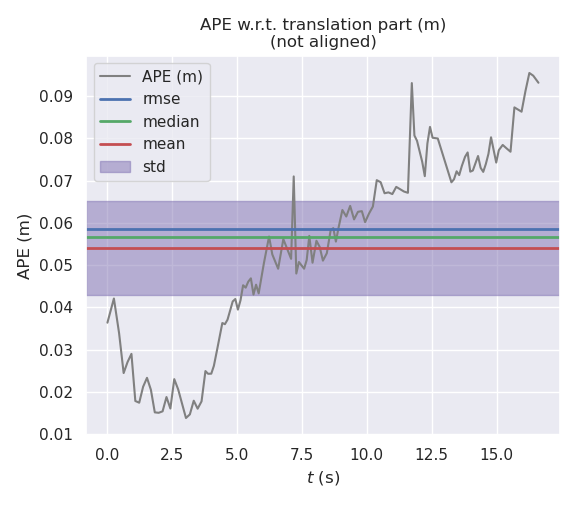 APE w.r.t. translation part (m)
(not aligned)
APE (m)
rmse
median
mean
std
APE (m)
0.09
0.08
0.07
0.06
0.05
0.04
0.03
0.02
0.01
0.0 2.5 5.0 7.5 10.0 12.5 15.0
t (s)